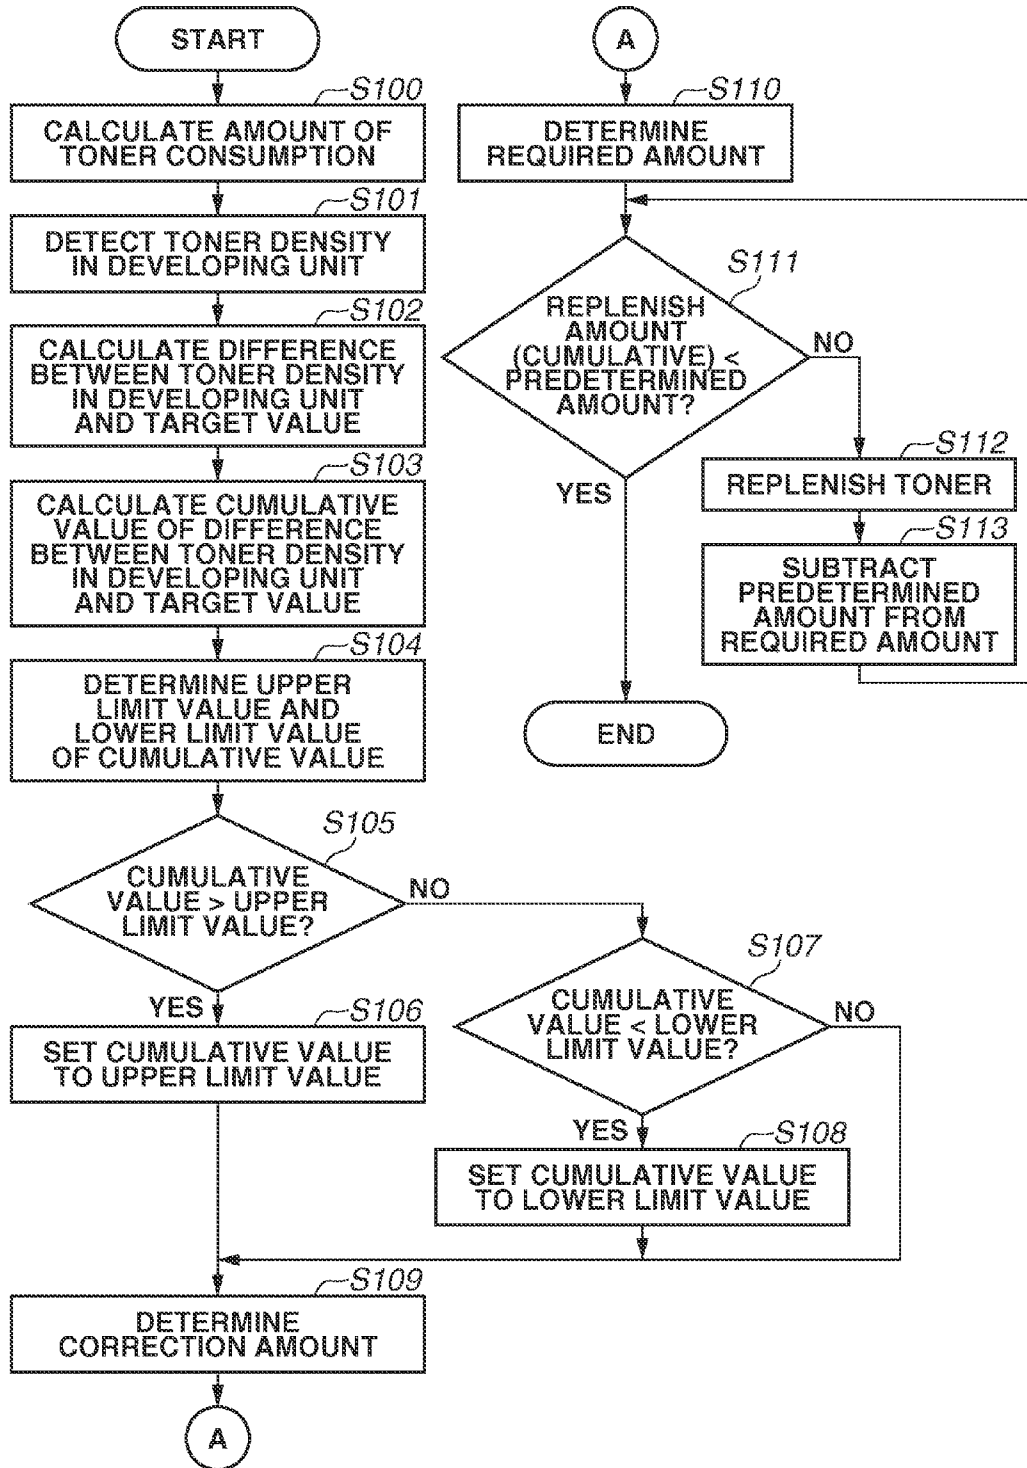 START
S100
CALCULATE AMOUNT OF
TONER CONSUMPTION
S101
DETECT TONER DENSITY
IN DEVELOPING UNIT
S102
CALCULATE DIFFERENCE
BETWEEN TONER DENSITY
IN DEVELOPING UNIT
AND TARGET VALUE
S103
CALCULATE CUMULATIVE
VALUE OF DIFFERENCE
BETWEEN TONER DENSITY
IN DEVELOPING UNIT
AND TARGET VALUE
S104
DETERMINE UPPER
LIMIT VALUE AND
LOWER LIMIT VALUE
OF CUMULATIVE VALUE
S105
CUMULATIVE
VALUE > UPPER
LIMIT VALUE?
NO
YES
S106
SET CUMULATIVE VALUE
TO UPPER LIMIT VALUE
S107
CUMULATIVE
VALUE < LOWER
LIMIT VALUE?
NO
YES
S108
SET CUMULATIVE VALUE
TO LOWER LIMIT VALUE
S109
DETERMINE
CORRECTION AMOUNT
A
A
S110
DETERMINE
REQUIRED AMOUNT
S111
REPLENISH
AMOUNT
(CUMULATIVE) <
PREDETERMINED
AMOUNT?
NO
YES
S112
REPLENISH TONER
S113
SUBTRACT
PREDETERMINED
AMOUNT FROM
REQUIRED AMOUNT
END